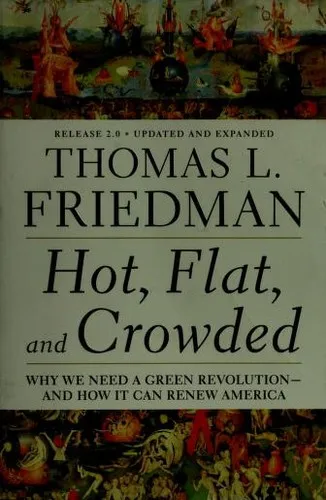 RELEASE 2.0 • UPDATED AND EXPANDED
THOMAS L.
FRIEDMAN
Hot, Flat,
and Crowded
WHY WE NEED A GREEN REVOLUTION—
AND HOW IT CAN RENEW AMERICA